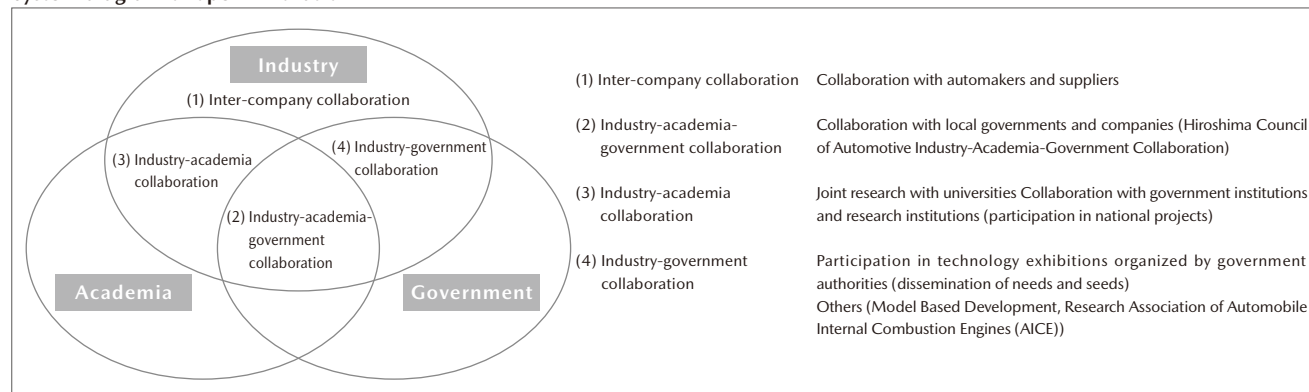 Industry
(1) Inter-company collaboration
(3) Industry-academia
collaboration
(4) Industry-government
collaboration
(2) Industry-academia-
government
collaboration
Academia
Government
(1) Inter-company collaboration Collaboration with automakers and suppliers
(2) Industry-academia-
government collaboration
Collaboration with local governments and companies (Hiroshima Council
of Automotive Industry-Academia-Government Collaboration)
(3) Industry-academia
collaboration
Joint research with universities Collaboration with government institutions
and research institutions (participation in national projects)
(4) Industry-government
collaboration
Participation in technology exhibitions organized by government
authorities (dissemination of needs and seeds)
Others (Model Based Development, Research Association of Automobile
Internal Combustion Engines (AICE))